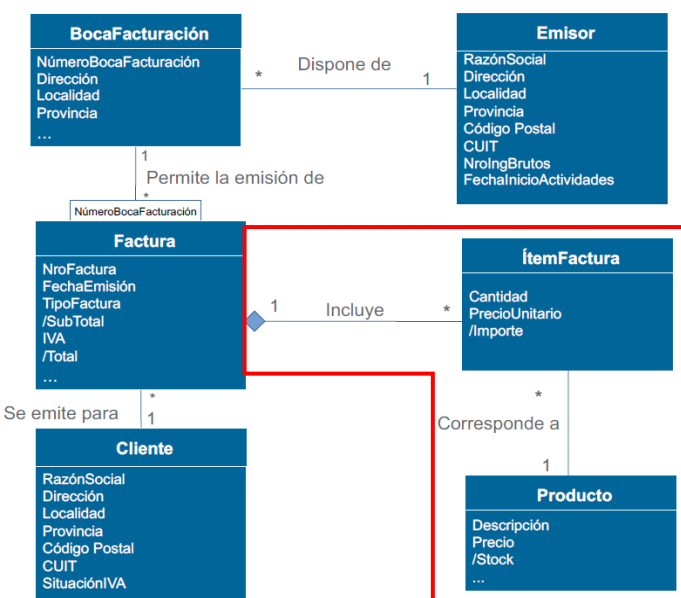 BocaFacturación
NúmeroBocaFacturación
Dirección
Localidad
Provincia
...
*
Dispone de
1
Emisor
RazónSocial
Dirección
Localidad
Provincia
Código Postal
CUIT
NroIngBrutos
FechaInicioActividades
1
Permite la emisión de
*
NúmeroBocaFacturación
Factura
NroFactura
FechaEmisión
TipoFactura
/SubTotal
IVA
/Total
...
1
Incluye
*
ÍtemFactura
Cantidad
PrecioUnitario
/Importe
*
Se emite para
1
*
Corresponde a
1
Cliente
RazónSocial
Dirección
Localidad
Provincia
Código Postal
CUIT
SituaciónIVA
Producto
Descripción
Precio
/Stock
...